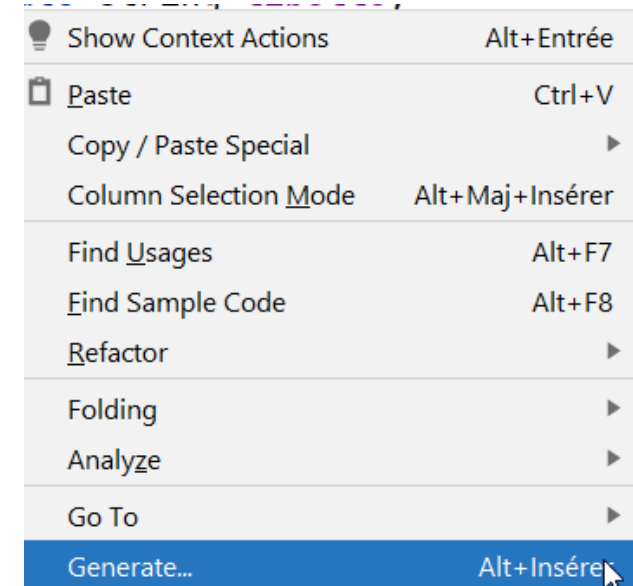 Show Context Actions Alt+Entrée
Paste Ctrl+V
Copy / Paste Special
Column Selection Mode Alt+Maj+Insérer
Find Usages Alt+F7
Find Sample Code Alt+F8
Refactor
Folding
Analyze
Go To
Generate... Alt+Insérer